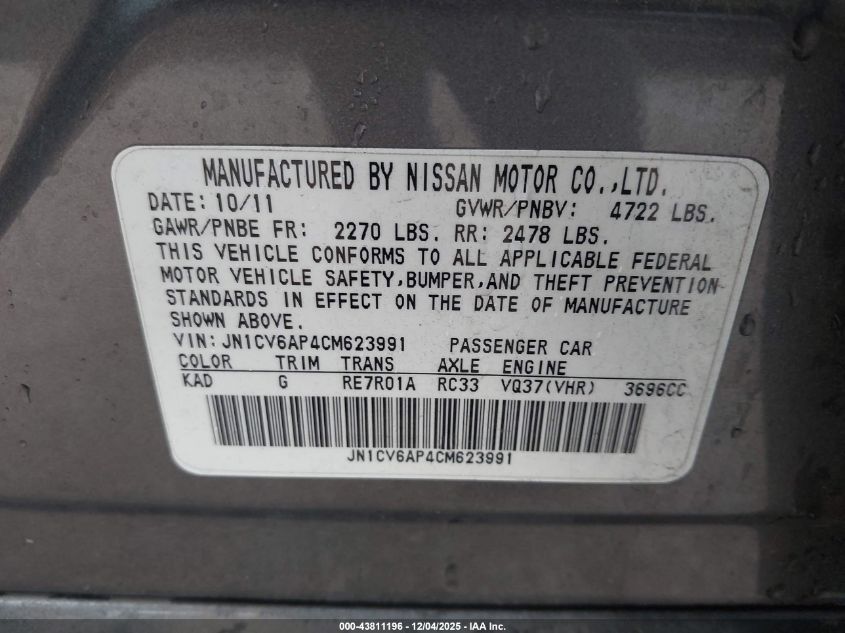 MANUFACTURED BY NISSAN MOTOR CO.,LTD.
DATE: 10/11 GVWR/PNBV: 4722 LBS.
GAWR/PNBE FR: 2270 LBS. RR: 2478 LBS.
THIS VEHICLE CONFORMS TO ALL APPLICABLE FEDERAL
MOTOR VEHICLE SAFETY,BUMPER,AND THEFT PREVENTION
STANDARDS IN EFFECT ON THE DATE OF MANUFACTURE
SHOWN ABOVE.
VIN: JN1CV6AP4CM623991 PASSENGER CAR
COLOR TRIM TRANS AXLE ENGINE
KAD G RE7R01A RC33 VQ37(VHR) 3696CC
JN1CV6AP4CM623991
000-43811196 - 12/04/2025 - IAA Inc.